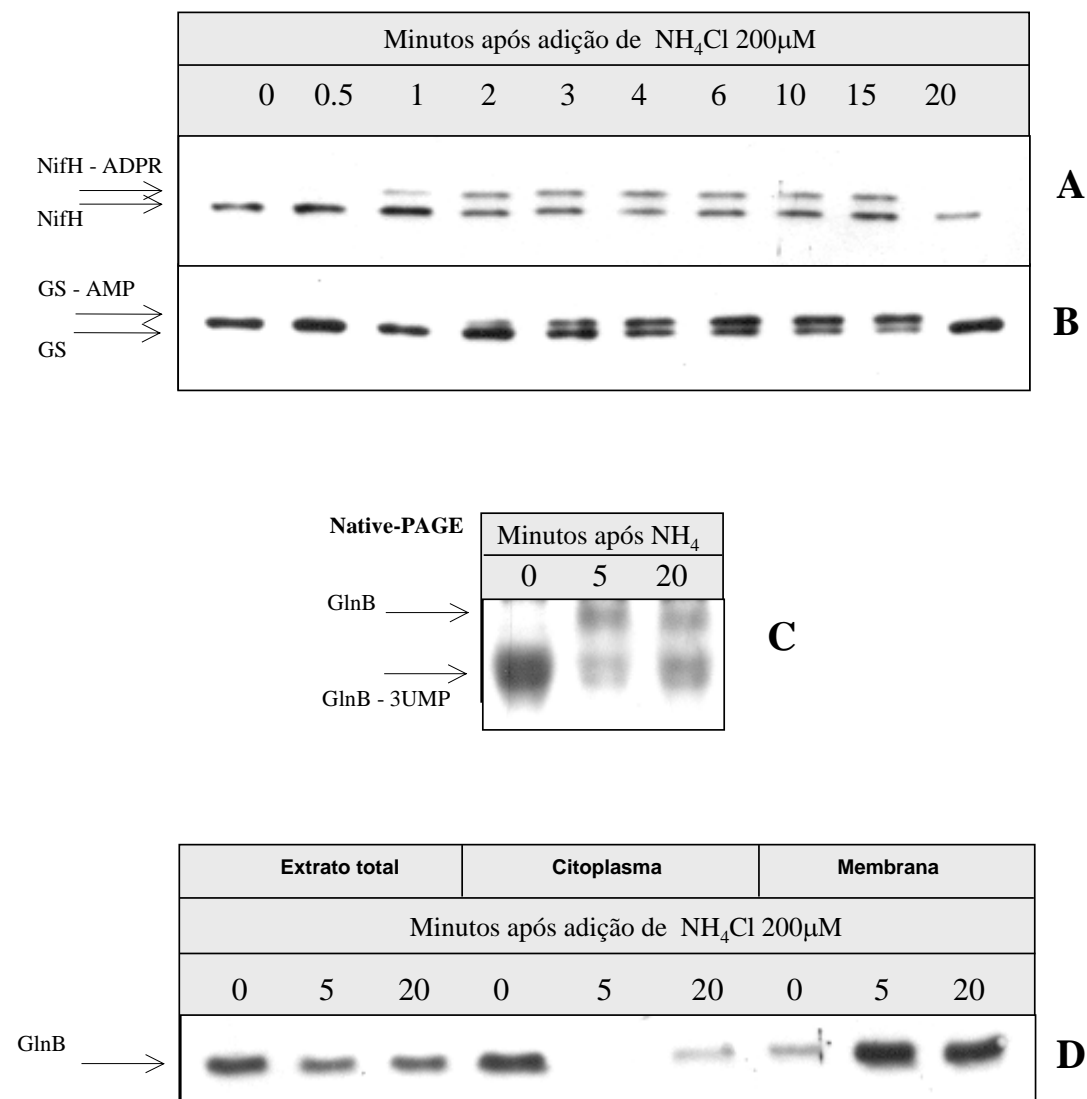 Minutos após adição de NH₄Cl 200μM
0 0.5 1 2 3 4 6 10 15 20
NifH - ADPR
NifH
A
GS - AMP
GS
B
Native-PAGE
Minutos após NH₄
0 5 20
GlnB
GlnB - 3UMP
C
Extrato total Citoplasma Membrana
Minutos após adição de NH₄Cl 200μM
0 5 20 0 5 20 0 5 20
GlnB
D